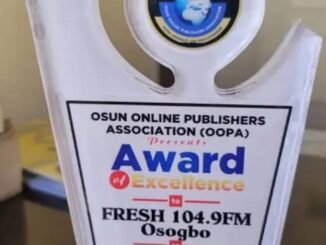 OSUN ONLINE PUBLISHERS
ASSOCIATION (OOPA)
Presents
Award
of Excellence
to
FRESH 104.9FM
Osogbo